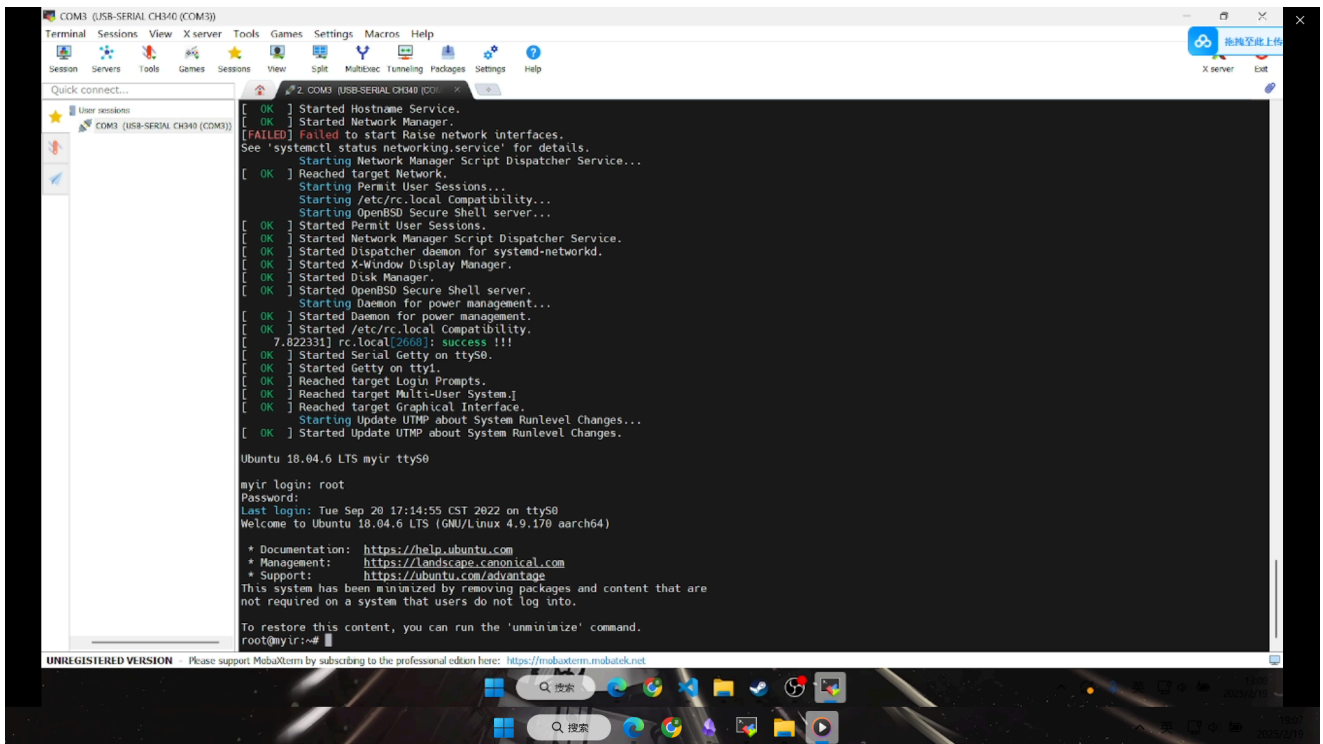 COM3 (USB-SERIAL CH340 (COM3))
Terminal Sessions View X server Tools Games Settings Macros Help
拖拽至此上传
Session Servers Tools Games Sessions View Split MultiExec Tunneling Packages Settings Help X server Exit
Quick connect...
2. COM3 (USB-SERIAL CH340 (COM
User sessions
COM3 (USB-SERIAL CH340 (COM3))
[ OK ] Started Hostname Service.
[ OK ] Started Network Manager.
[FAILED] Failed to start Raise network interfaces.
See 'systemctl status networking.service' for details.
Starting Network Manager Script Dispatcher Service...
[ OK ] Reached target Network.
Starting Permit User Sessions...
Starting /etc/rc.local Compatibility...
Starting OpenBSD Secure Shell server...
[ OK ] Started Permit User Sessions.
[ OK ] Started Network Manager Script Dispatcher Service.
[ OK ] Started Dispatcher daemon for systemd-networkd.
[ OK ] Started X-Window Display Manager.
[ OK ] Started Disk Manager.
[ OK ] Started OpenBSD Secure Shell server.
Starting Daemon for power management...
[ OK ] Started Daemon for power management.
[ OK ] Started /etc/rc.local Compatibility.
[ 7.822331] rc.local[2668]: success !!!
[ OK ] Started Serial Getty on ttyS0.
[ OK ] Started Getty on tty1.
[ OK ] Reached target Login Prompts.
[ OK ] Reached target Multi-User System.
[ OK ] Reached target Graphical Interface.
Starting Update UTMP about System Runlevel Changes...
[ OK ] Started Update UTMP about System Runlevel Changes.
Ubuntu 18.04.6 LTS myir ttyS0
myir login: root
Password:
Last login: Tue Sep 20 17:14:55 CST 2022 on ttyS0
Welcome to Ubuntu 18.04.6 LTS (GNU/Linux 4.9.170 aarch64)
* Documentation: https://help.ubuntu.com
* Management: https://landscape.canonical.com
* Support: https://ubuntu.com/advantage
This system has been minimized by removing packages and content that are
not required on a system that users do not log into.
To restore this content, you can run the 'unminimize' command.
root@myir:~#
UNREGISTERED VERSION - Please support MobaXterm by subscribing to the professional edition here: https://mobaxterm.mobatek.net
搜索
英
2025/2/19
搜索
英
19:07
2025/2/19